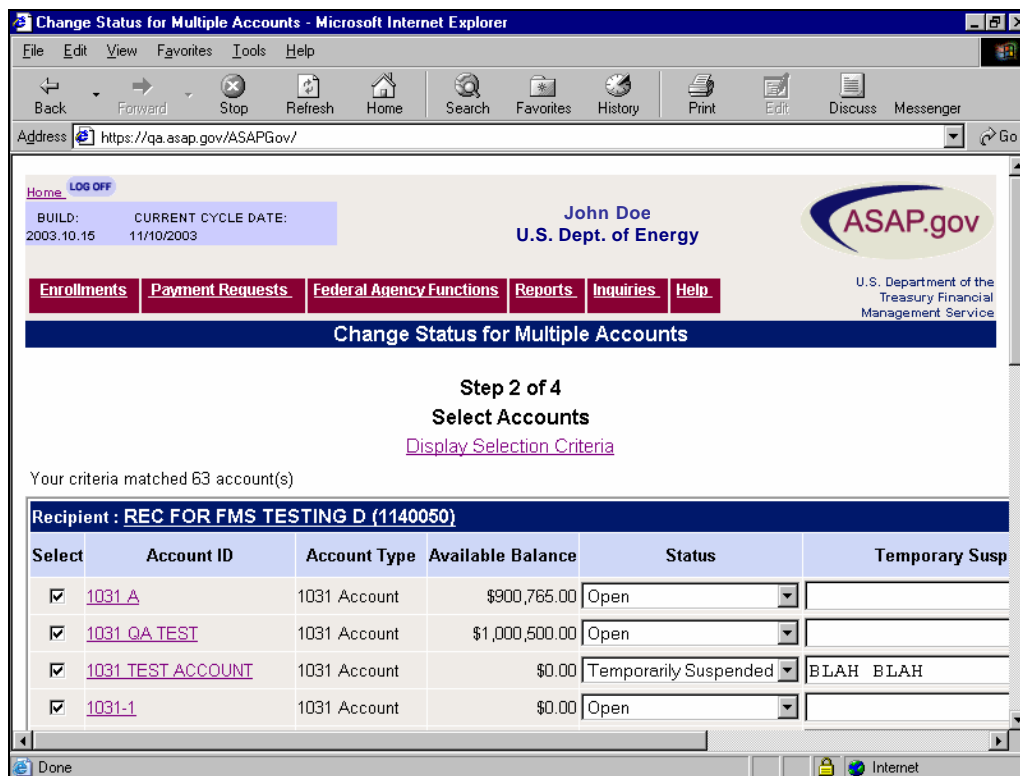 Change Status for Multiple Accounts - Microsoft Internet Explorer
File Edit View Favorites Tools Help
Back Forward Stop Refresh Home Search Favorites History Print Edit Discuss Messenger
Address https://qa.asap.gov/ASAPGov/ Go
Home LOG OFF
BUILD: CURRENT CYCLE DATE:
2003.10.15 11/10/2003
John Doe
U.S. Dept. of Energy
ASAP.gov
U.S. Department of the
Treasury Financial
Management Service
Enrollments Payment Requests Federal Agency Functions Reports Inquiries Help
Change Status for Multiple Accounts
Step 2 of 4
Select Accounts
Display Selection Criteria
Your criteria matched 63 account(s)
Recipient : REC FOR FMS TESTING D (1140050)
Select Account ID Account Type Available Balance Status Temporary Susp
1031 A 1031 Account $900,765.00 Open
1031 QA TEST 1031 Account $1,000,500.00 Open
1031 TEST ACCOUNT 1031 Account $0.00 Temporarily Suspended BLAH BLAH
1031-1 1031 Account $0.00 Open
Done Internet